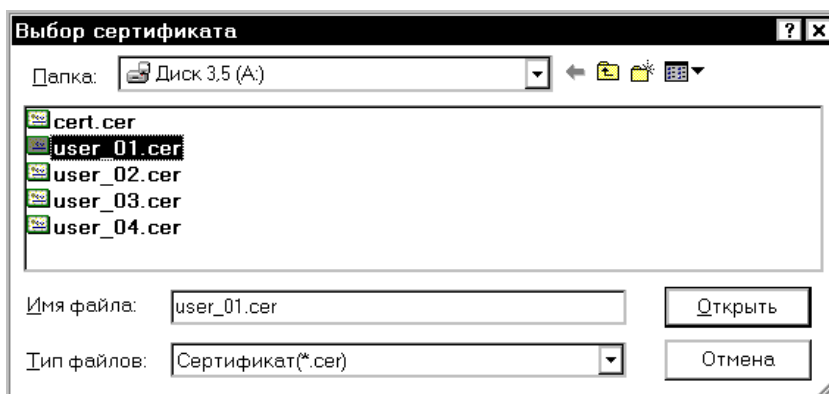 Выбор сертификата
Папка: Диск 3,5 (A:)
cert.cer
user_01.cer
user_02.cer
user_03.cer
user_04.cer
Имя файла: user_01.cer Открыть
Тип файлов: Сертификат(*.cer) Отмена